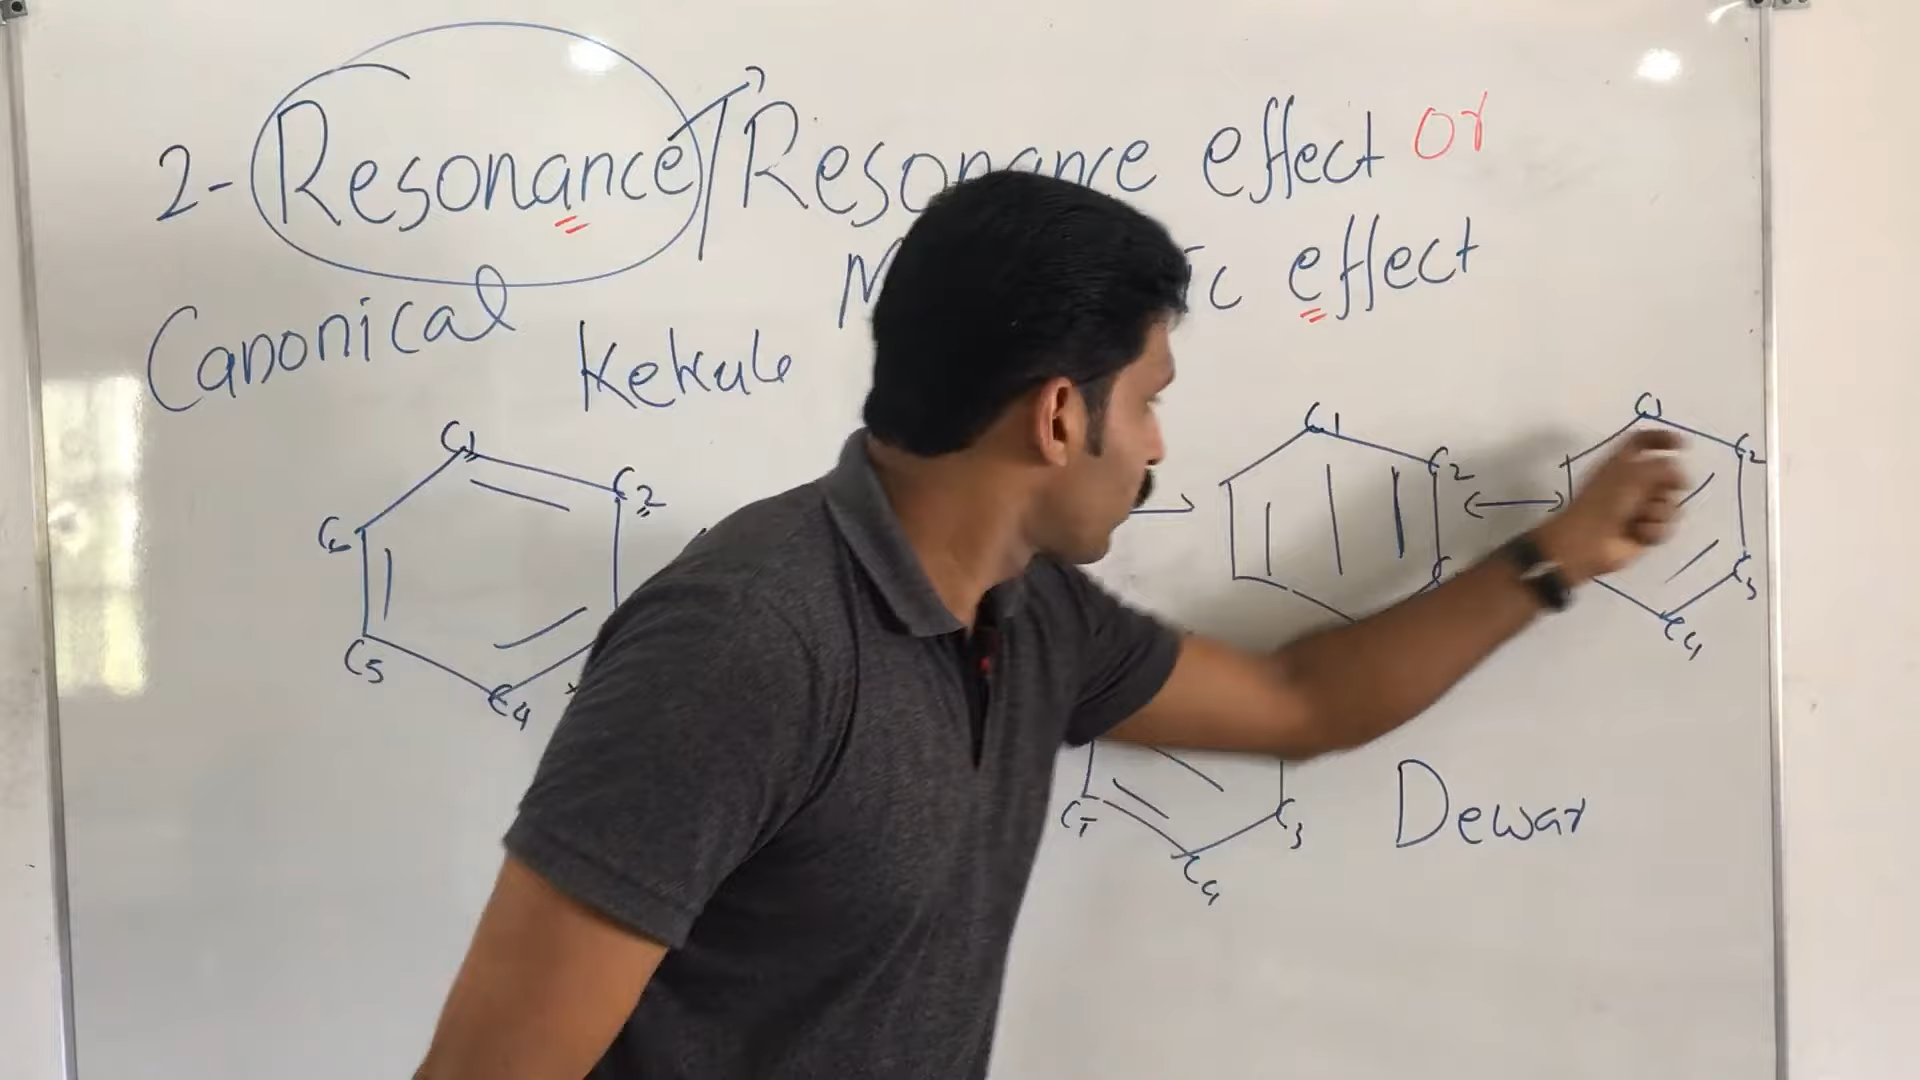 2- Resonance/Resonance effect or
effect
Canonical
Kekule
C1
C2
C5
C4
C1
C2
C1
C2
C3
C4
C5
C3
C4
Dewar